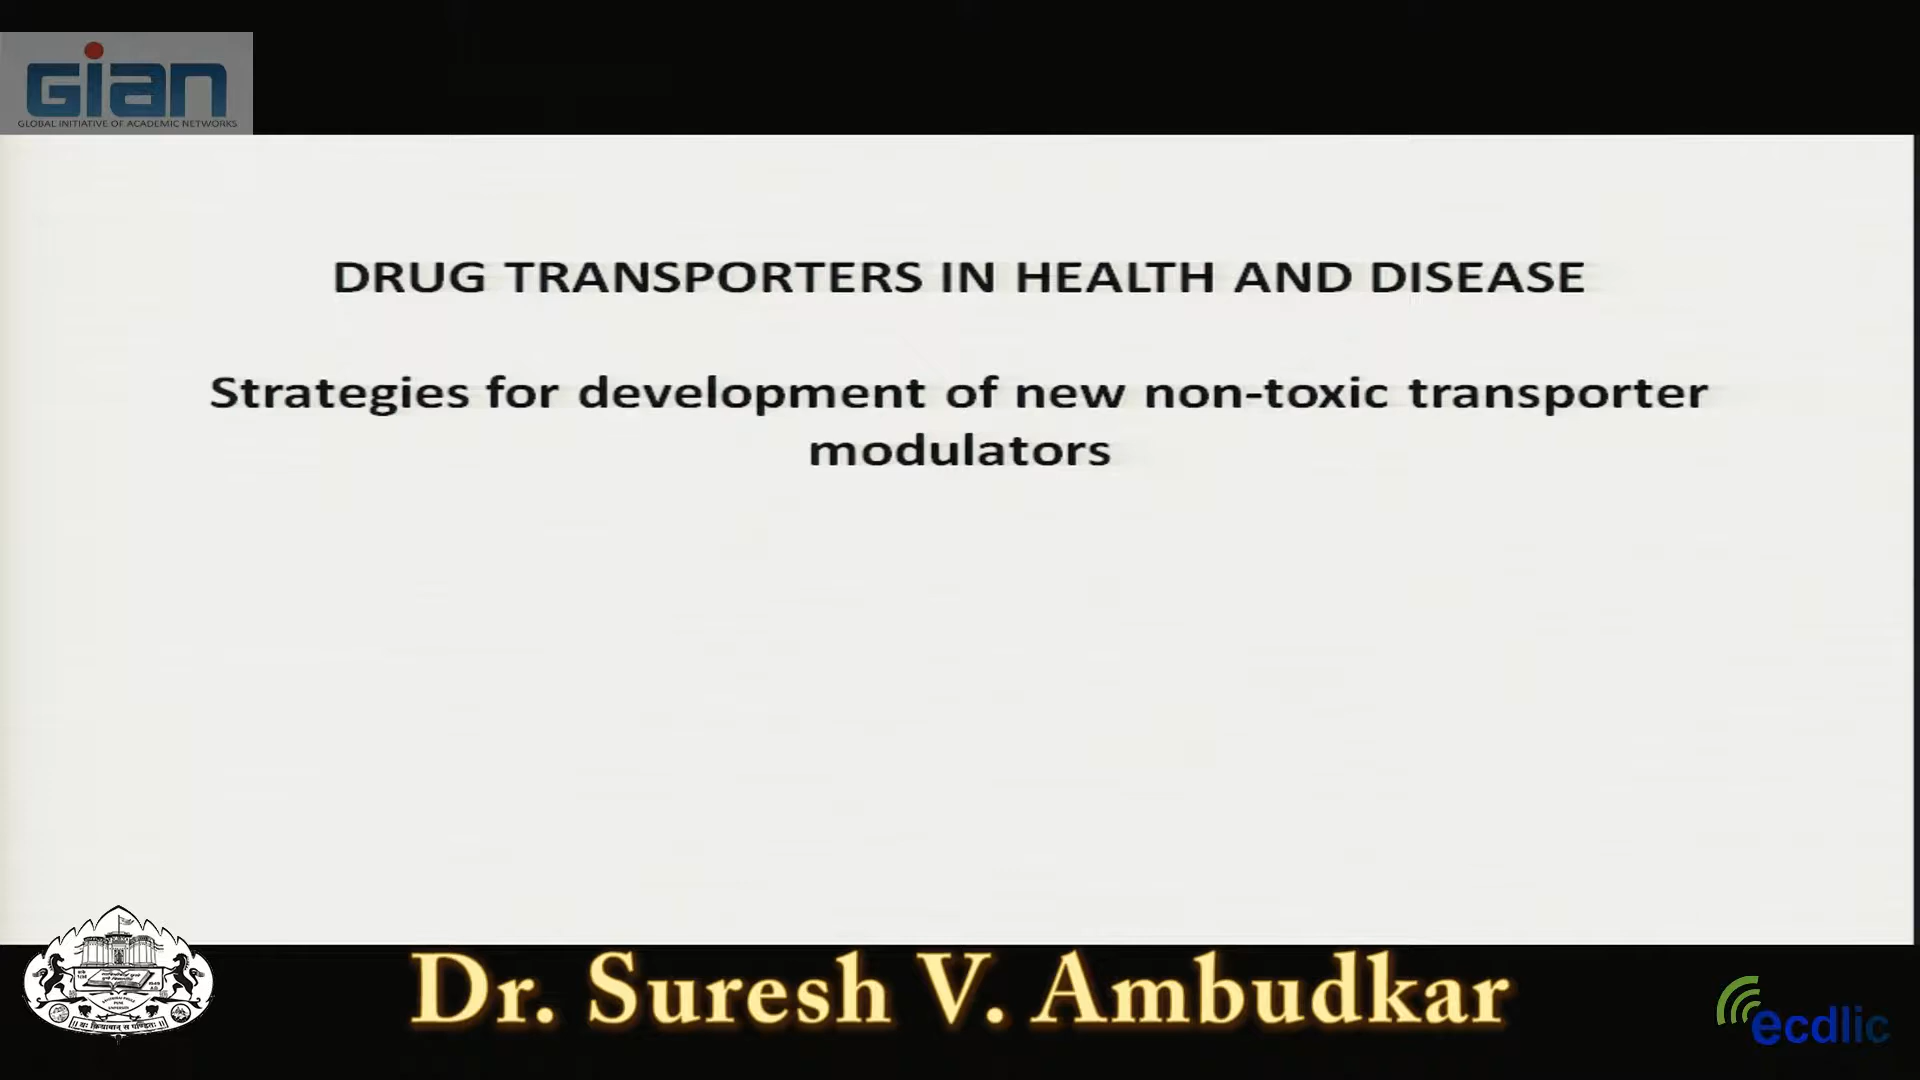 GIAN
GLOBAL INITIATIVE OF ACADEMIC NETWORKS
DRUG TRANSPORTERS IN HEALTH AND DISEASE
Strategies for development of new non-toxic transporter
modulators
Dr. Suresh V. Ambudkar
ecdlic